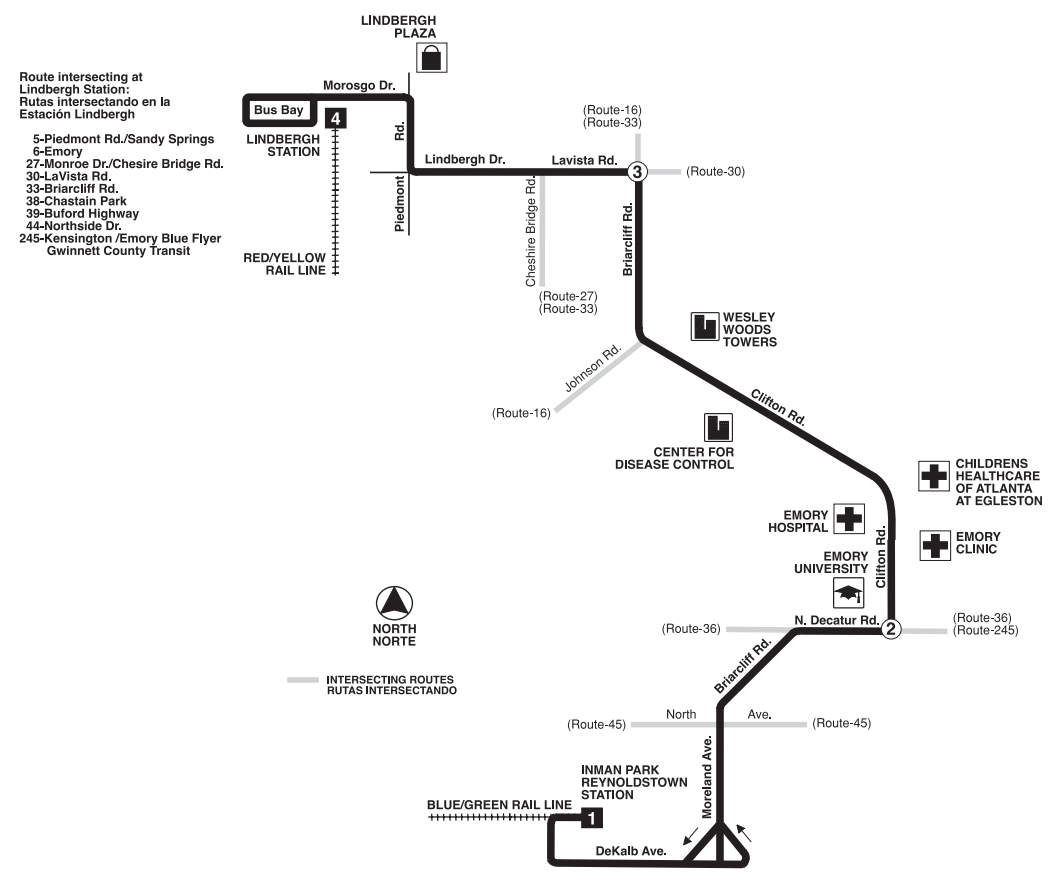 LINDBERGH
PLAZA
Route intersecting at
Lindbergh Station:
Rutas intersectando en la
Estación Lindbergh
5-Piedmont Rd./Sandy Springs
6-Emory
27-Monroe Dr./Chesire Bridge Rd.
30-LaVista Rd.
33-Briarcliff Rd.
38-Chastain Park
39-Buford Highway
44-Northside Dr.
245-Kensington /Emory Blue Flyer
Gwinnett County Transit
Morosgo Dr.
Bus Bay
4
LINDBERGH
STATION
RED/YELLOW
RAIL LINE
Rd.
Piedmont
Lindbergh Dr.
Lavista Rd.
(Route-16)
(Route-33)
3
(Route-30)
Cheshire Bridge Rd.
(Route-27)
(Route-33)
Briarcliff Rd.
WESLEY
WOODS
TOWERS
Johnson Rd.
(Route-16)
Clifton Rd.
CENTER FOR
DISEASE CONTROL
CHILDRENS
HEALTHCARE
OF ATLANTA
AT EGLESTON
EMORY
HOSPITAL
EMORY
CLINIC
Clifton Rd.
EMORY
UNIVERSITY
N. Decatur Rd.
2
(Route-36)
(Route-245)
(Route-36)
NORTH
NORTE
INTERSECTING ROUTES
RUTAS INTERSECTANDO
Briarcliff Rd.
(Route-45)
North
Ave.
(Route-45)
Moreland Ave.
INMAN PARK
REYNOLDSTOWN
STATION
BLUE/GREEN RAIL LINE
1
DeKalb Ave.